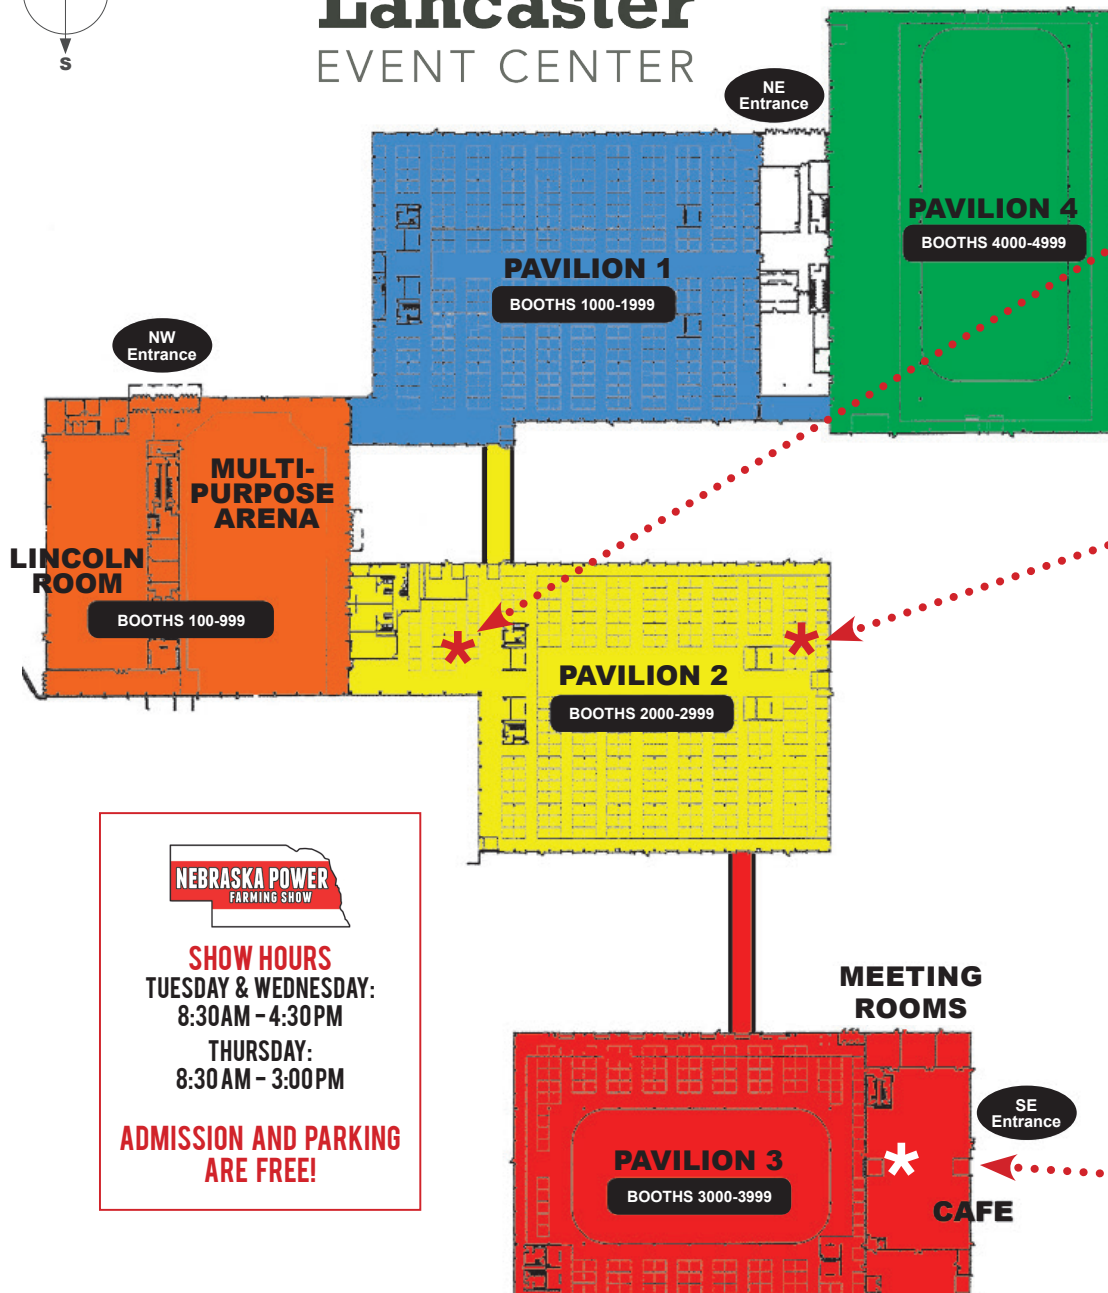 S
Lancaster
EVENT CENTER
NE
Entrance
PAVILION 4
BOOTHS 4000-4999
PAVILION 1
BOOTHS 1000-1999
NW
Entrance
MULTI-
PURPOSE
ARENA
LINCOLN
ROOM
BOOTHS 100-999
*
*
PAVILION 2
BOOTHS 2000-2999
NEBRASKA POWER
FARMING SHOW
SHOW HOURS
TUESDAY & WEDNESDAY:
8:30AM – 4:30PM
THURSDAY:
8:30 AM – 3:00PM
ADMISSION AND PARKING
ARE FREE!
MEETING
ROOMS
SE
Entrance
PAVILION 3
BOOTHS 3000-3999
*
CAFE